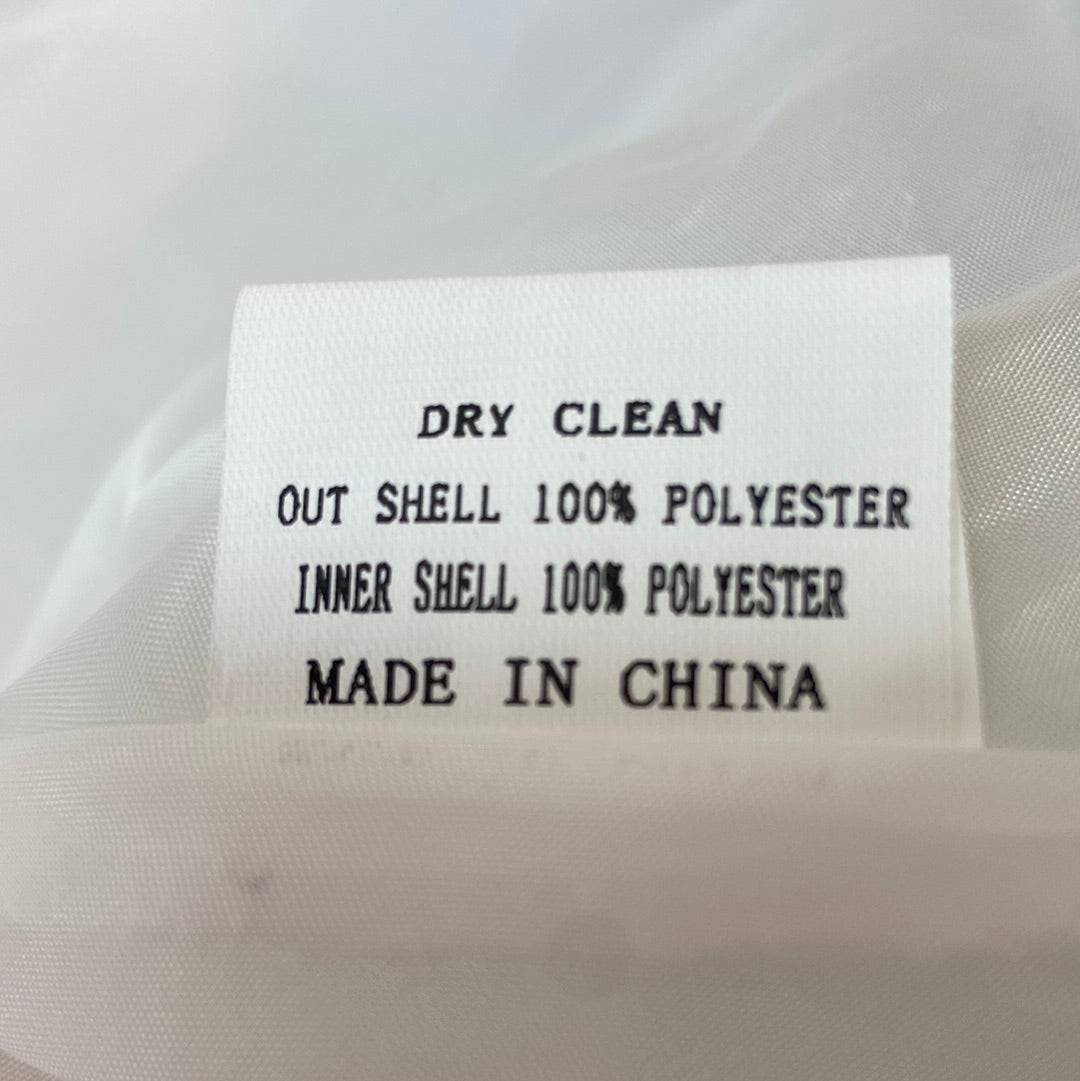 DRY CLEAN
OUT SHELL 100% POLYESTER
INNER SHELL 100% POLYESTER
MADE IN CHINA